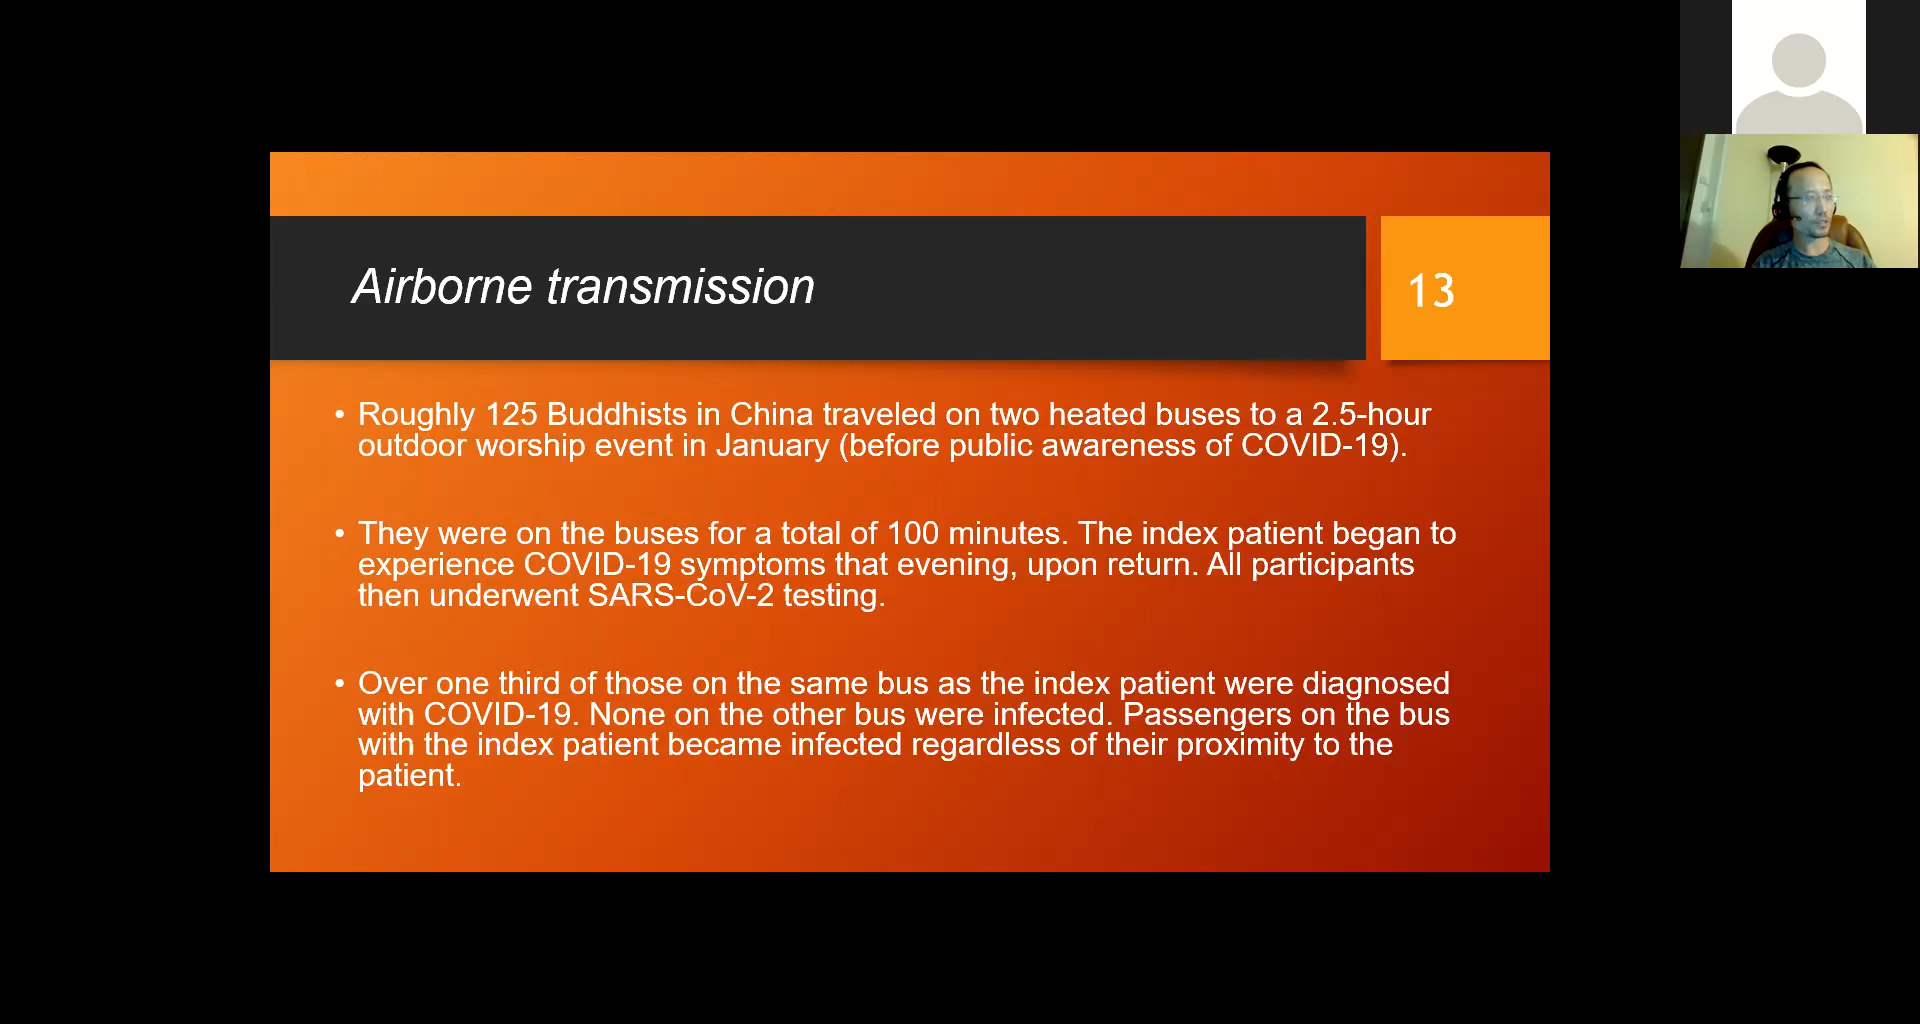 Airborne transmission
13
• Roughly 125 Buddhists in China traveled on two heated buses to a 2.5-hour
outdoor worship event in January (before public awareness of COVID-19).
• They were on the buses for a total of 100 minutes. The index patient began to
experience COVID-19 symptoms that evening, upon return. All participants
then underwent SARS-CoV-2 testing.
• Over one third of those on the same bus as the index patient were diagnosed
with COVID-19. None on the other bus were infected. Passengers on the bus
with the index patient became infected regardless of their proximity to the
patient.